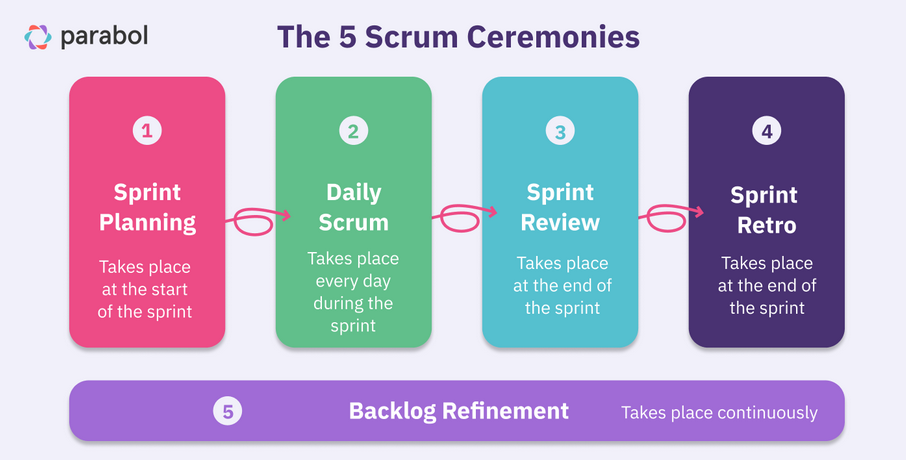 parabol
The 5 Scrum Ceremonies
1
Sprint
Planning
Takes place
at the start
of the sprint
2
Daily
Scrum
Takes place
every day
during the
sprint
3
Sprint
Review
Takes place
at the end of
the sprint
4
Sprint
Retro
Takes place
at the end of
the sprint
5
Backlog Refinement
Takes place continuously